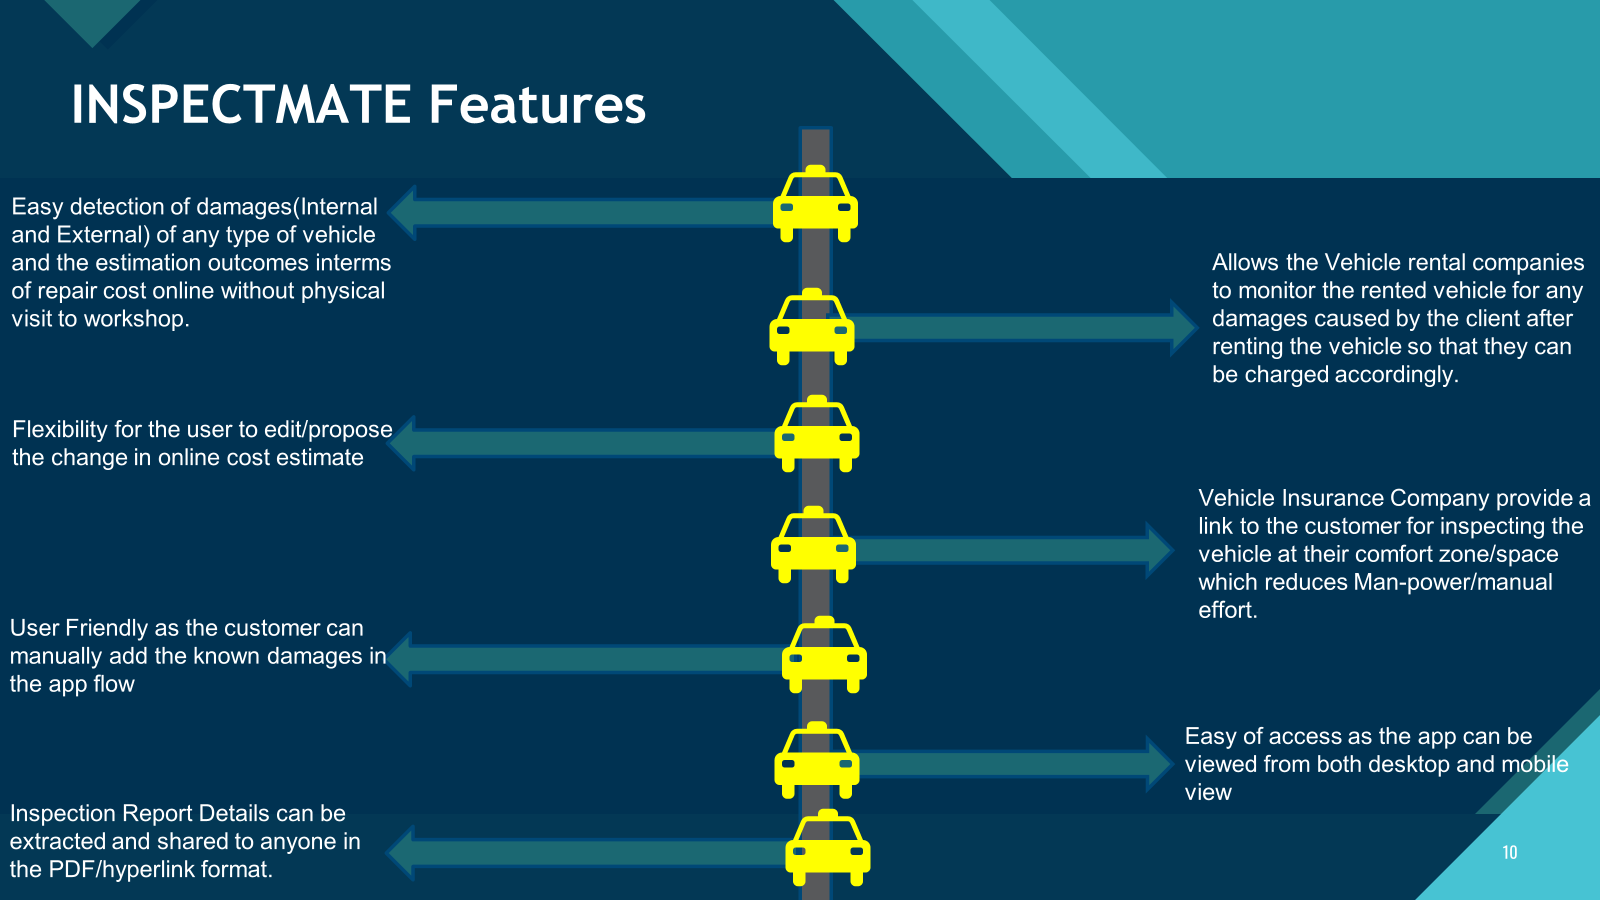 INSPECTMATE Features
Easy detection of damages(Internal
and External) of any type of vehicle
and the estimation outcomes interms
of repair cost online without physical
visit to workshop.
Allows the Vehicle rental companies
to monitor the rented vehicle for any
damages caused by the client after
renting the vehicle so that they can
be charged accordingly.
Flexibility for the user to edit/propose
the change in online cost estimate
Vehicle Insurance Company provide a
link to the customer for inspecting the
vehicle at their comfort zone/space
which reduces Man-power/manual
effort.
User Friendly as the customer can
manually add the known damages in
the app flow
Easy of access as the app can be
viewed from both desktop and mobile
view
Inspection Report Details can be
extracted and shared to anyone in
the PDF/hyperlink format.
10